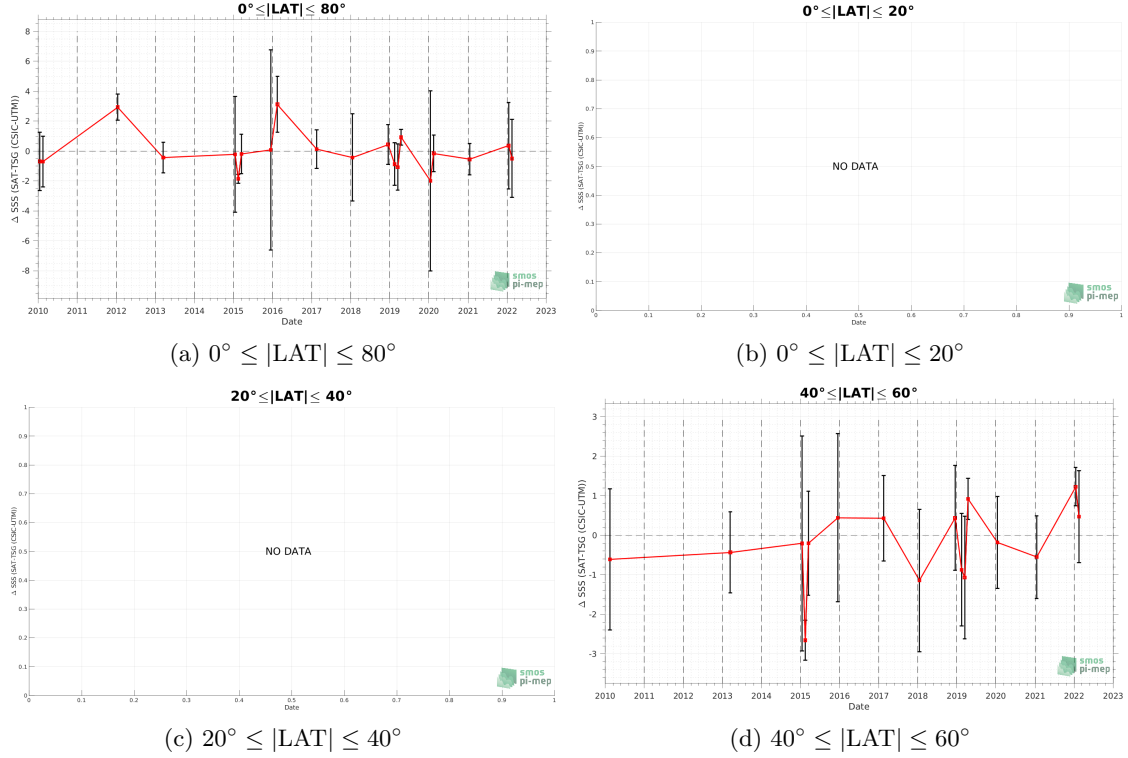 0°≤|LAT|≤ 80°
Δ SSS (SAT-TSG (CSIC-UTM))
8
6
4
2
0
-2
-4
-6
-8
2010 2011 2012 2013 2014 2015 2016 2017 2018 2019 2020 2021 2022 2023
Date
smos
pi-mep
(a) 0° ≤ |LAT| ≤ 80°
0°≤|LAT|≤ 20°
Δ SSS (SAT-TSG (CSIC-UTM))
1
0.9
0.8
0.7
0.6
0.5
0.4
0.3
0.2
0.1
0
NO DATA
0 0.1 0.2 0.3 0.4 0.5 0.6 0.7 0.8 0.9 1
Date
smos
pi-mep
(b) 0° ≤ |LAT| ≤ 20°
20°≤|LAT|≤ 40°
Δ SSS (SAT-TSG (CSIC-UTM))
1
0.9
0.8
0.7
0.6
0.5
0.4
0.3
0.2
0.1
0
NO DATA
0 0.1 0.2 0.3 0.4 0.5 0.6 0.7 0.8 0.9 1
Date
smos
pi-mep
(c) 20° ≤ |LAT| ≤ 40°
40°≤|LAT|≤ 60°
Δ SSS (SAT-TSG (CSIC-UTM))
3
2
1
0
-1
-2
-3
2010 2011 2012 2013 2014 2015 2016 2017 2018 2019 2020 2021 2022 2023
Date
smos
pi-mep
(d) 40° ≤ |LAT| ≤ 60°